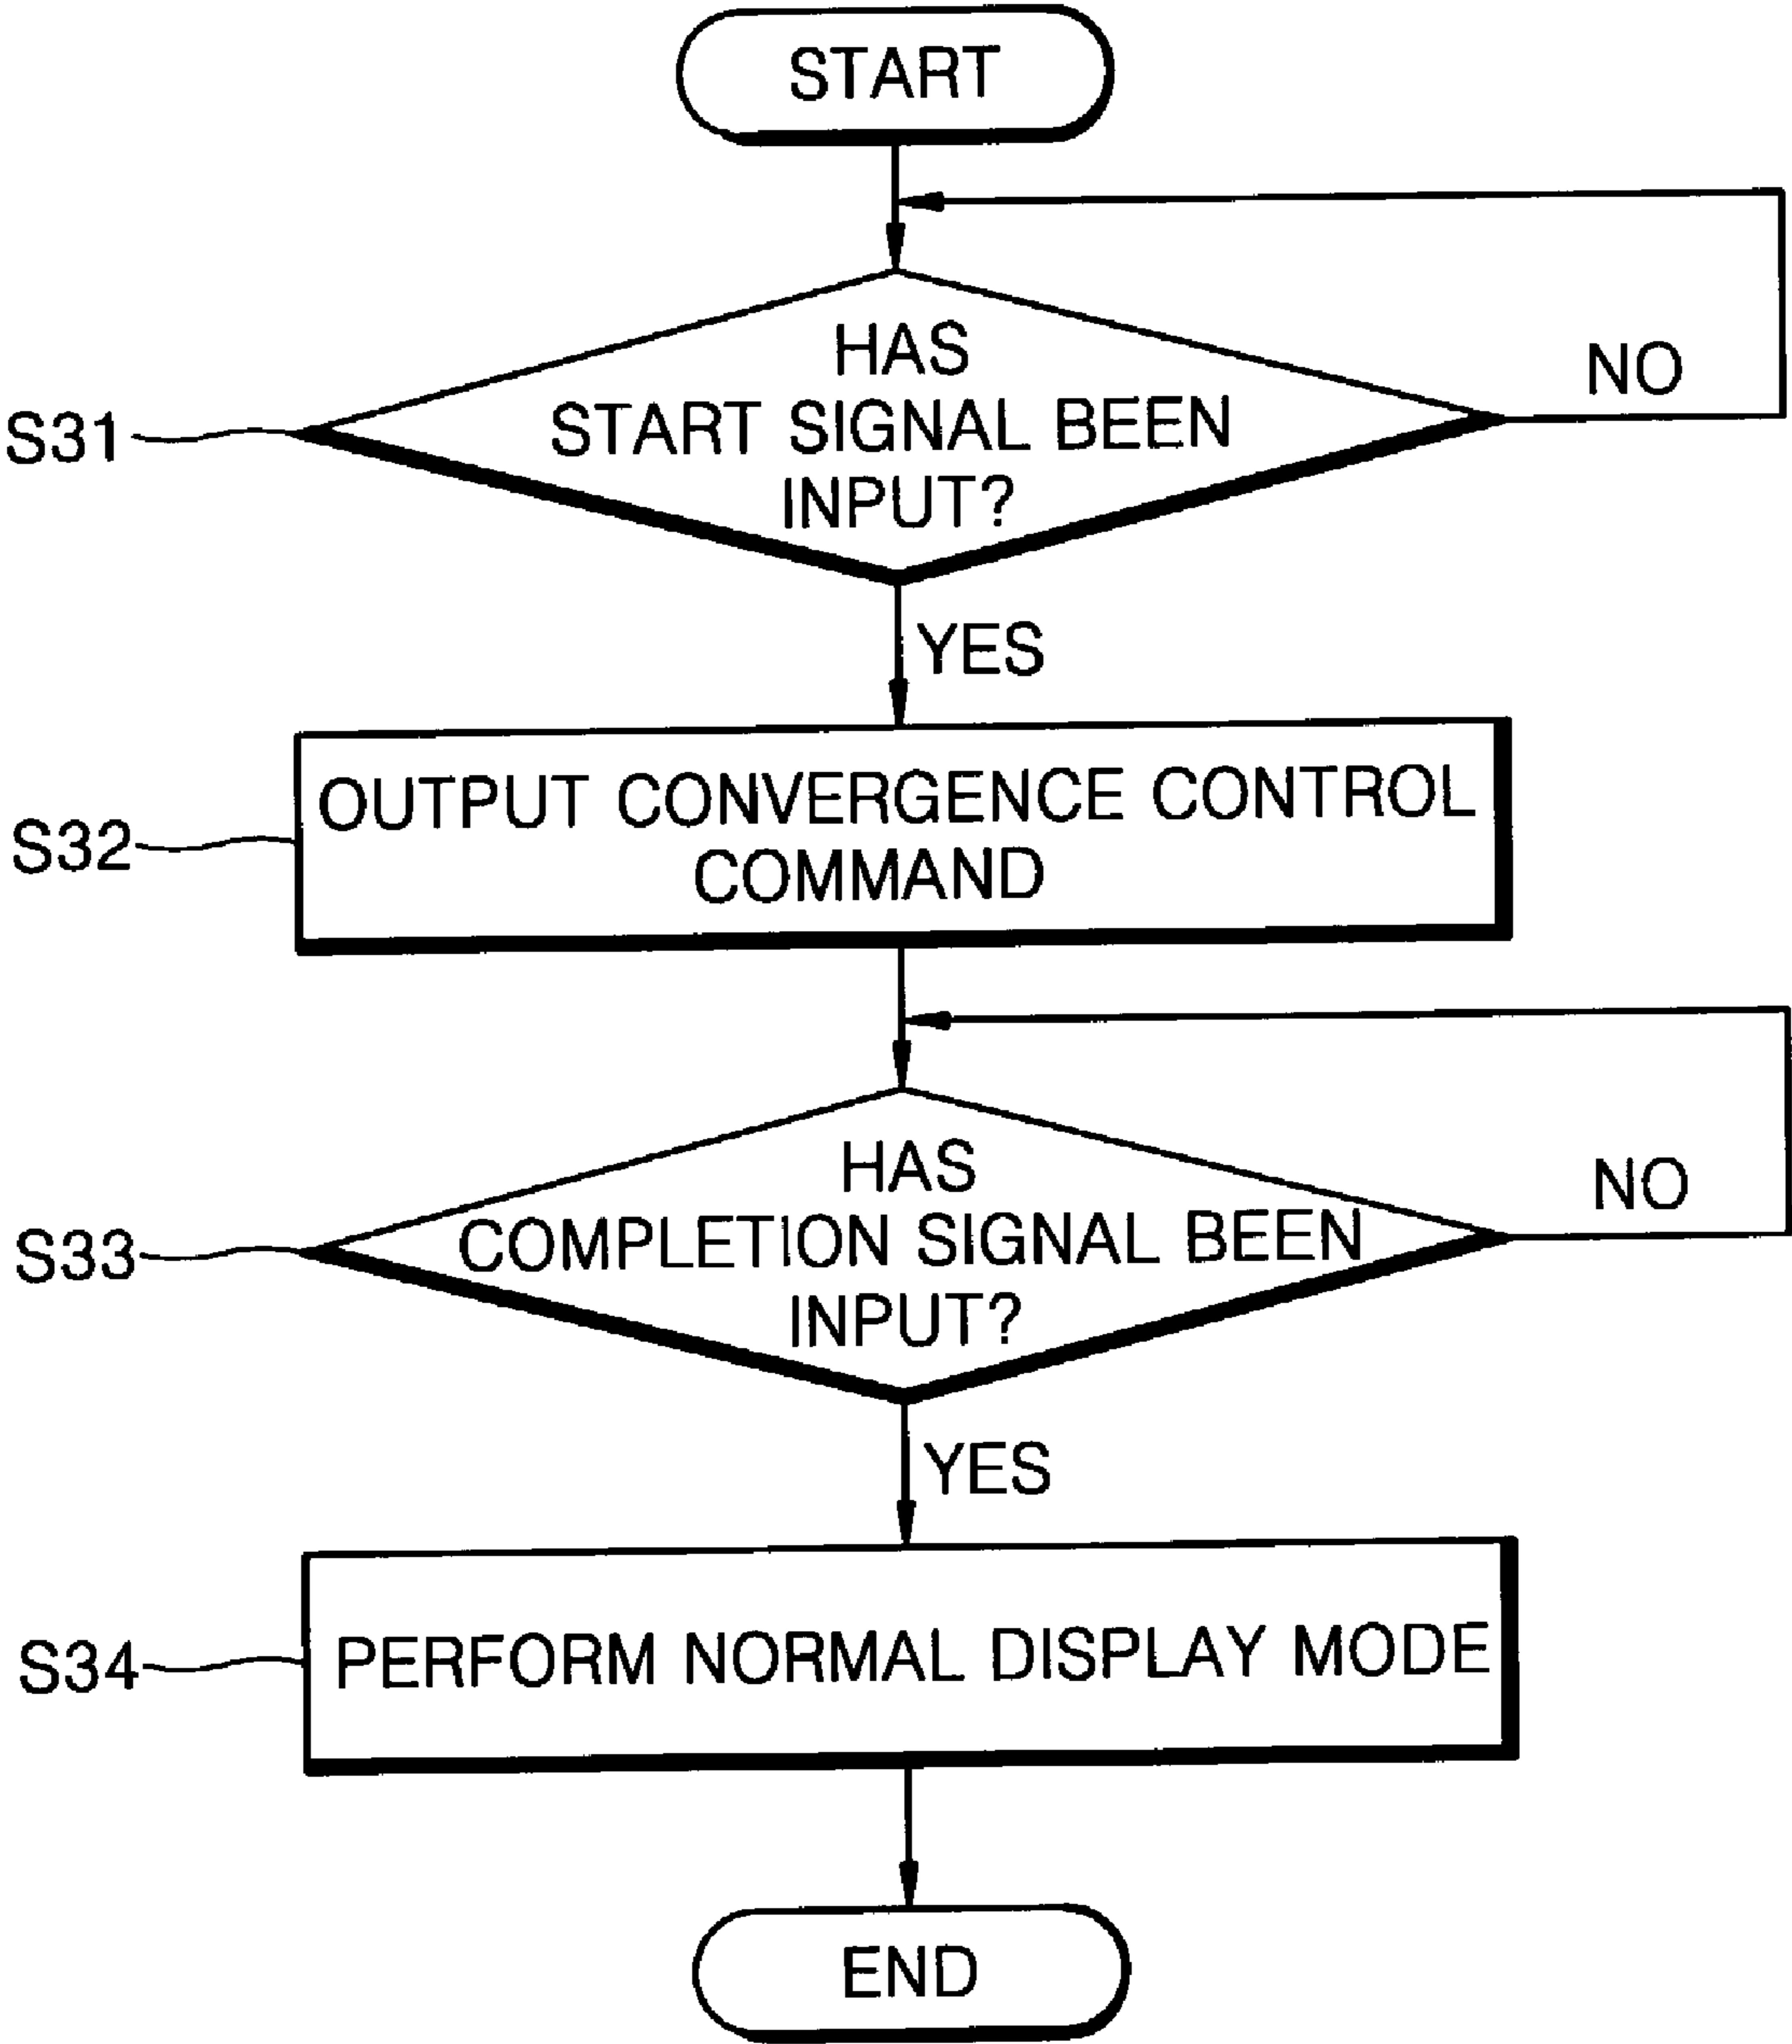 START
HAS
START SIGNAL BEEN
INPUT?
NO
S31
YES
OUTPUT CONVERGENCE CONTROL
COMMAND
S32
HAS
COMPLETION SIGNAL BEEN
INPUT?
NO
S33
YES
PERFORM NORMAL DISPLAY MODE
S34
END